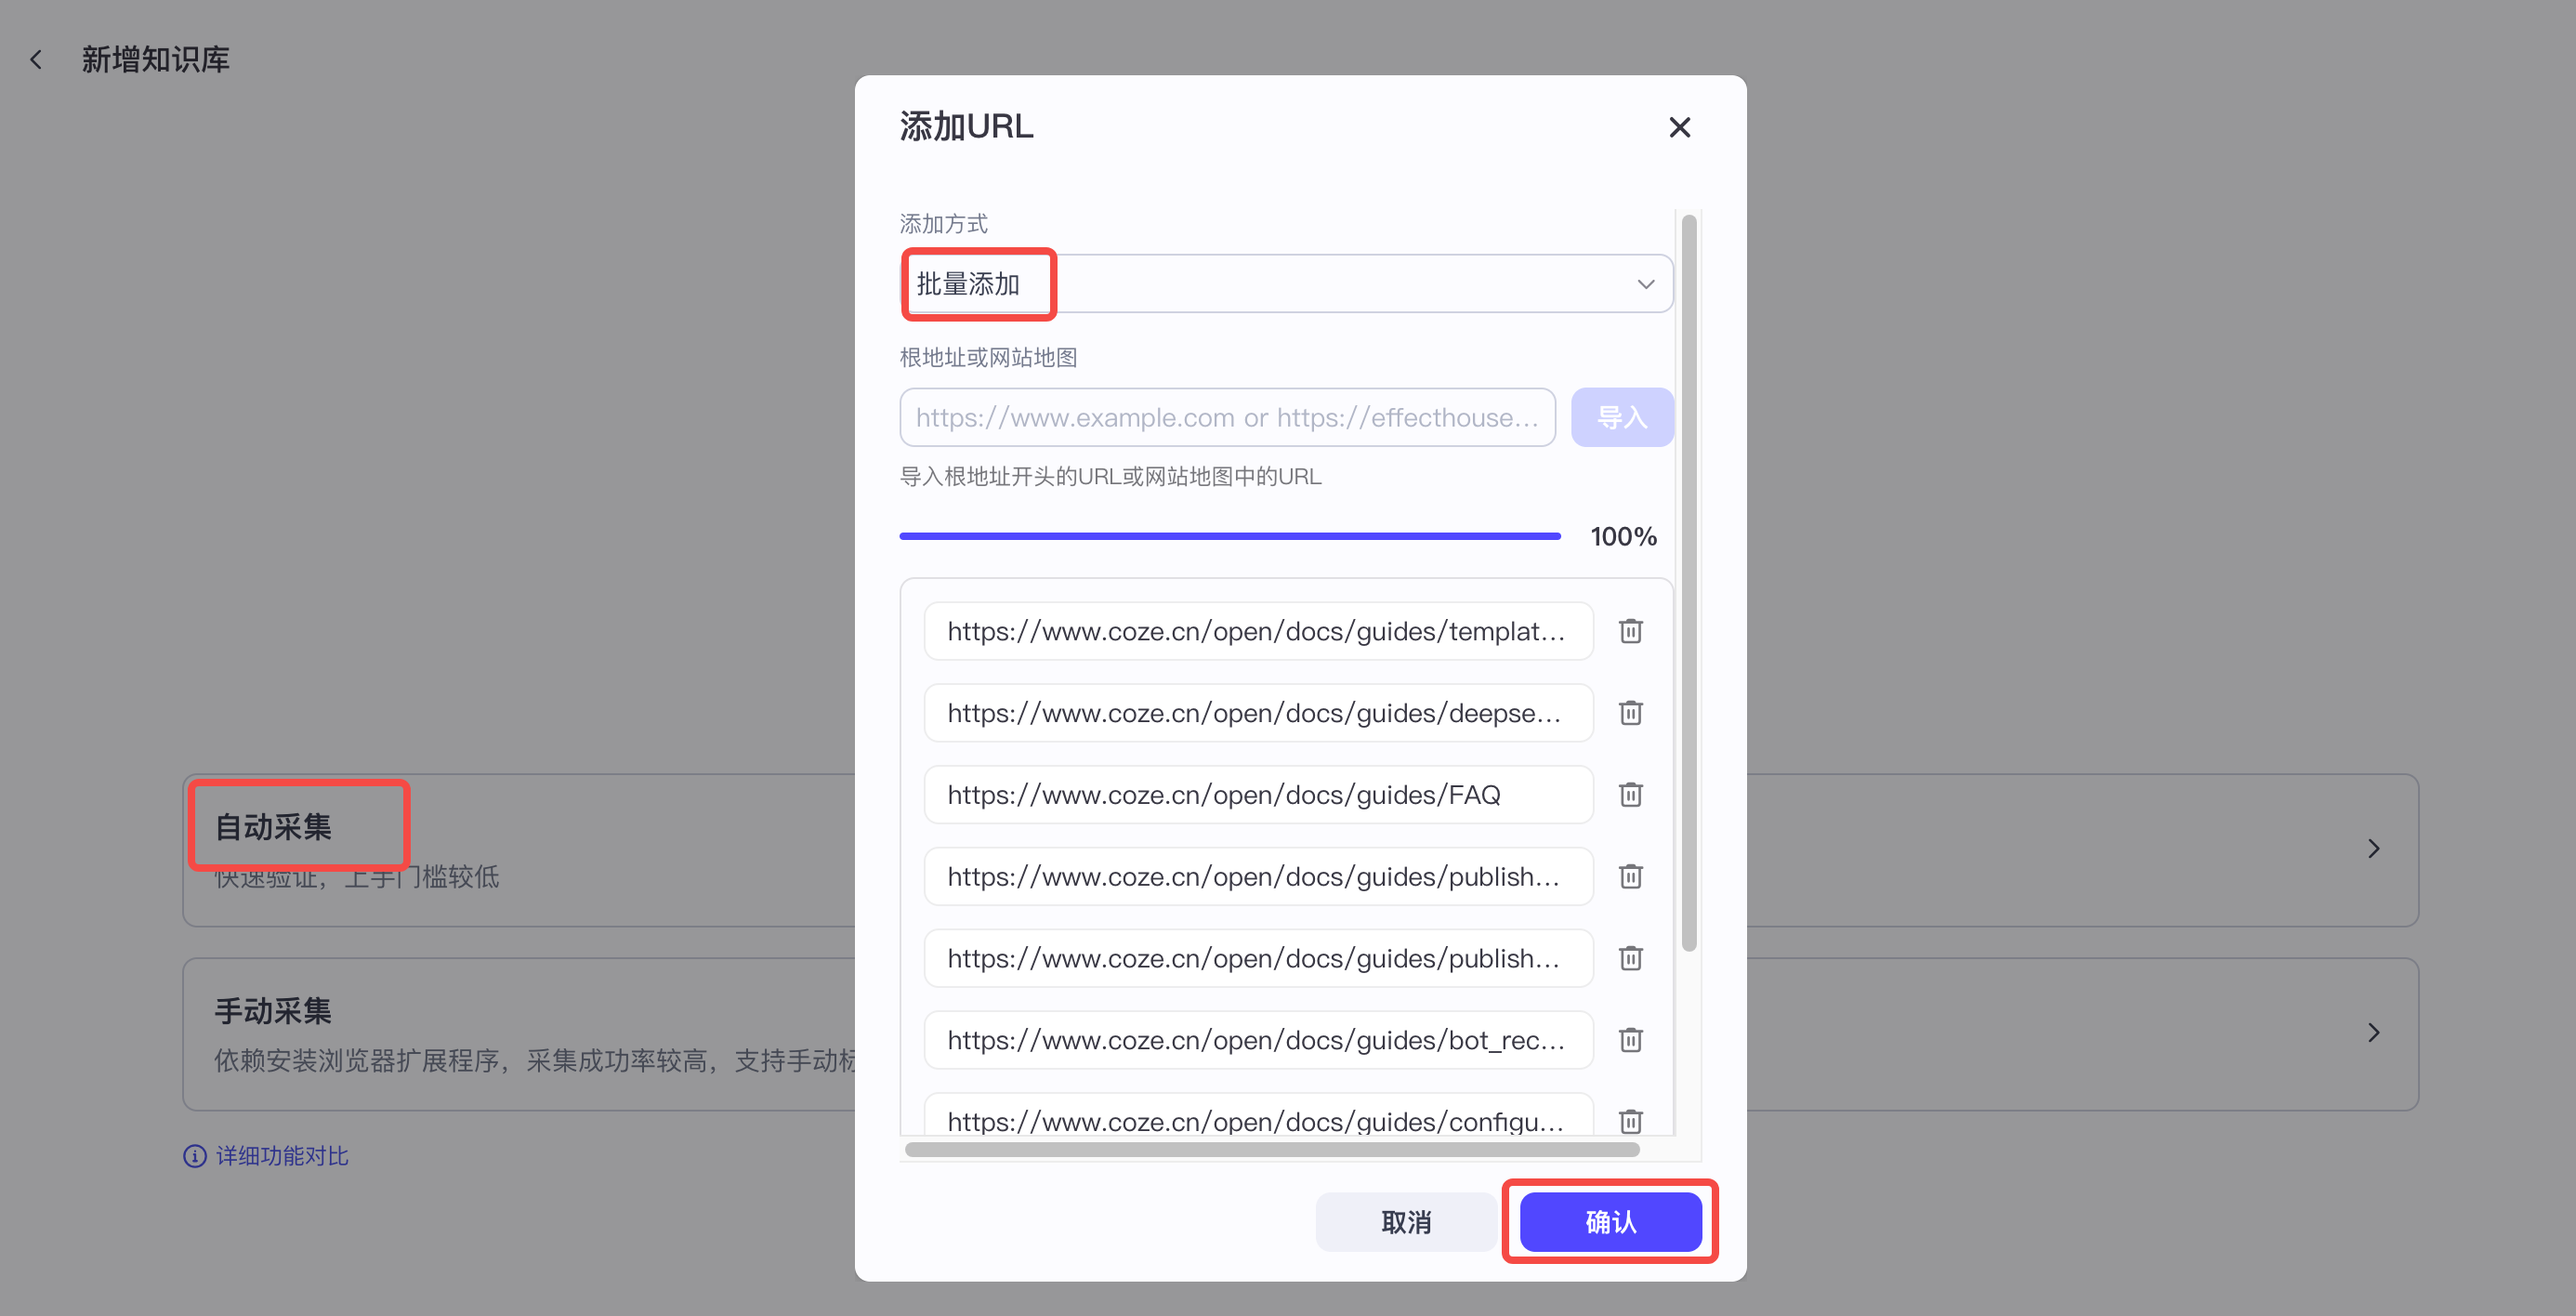 新增知识库
添加URL
添加方式
批量添加
根地址或网站地图
https://www.example.com or https://effecthouse...
导入
导入根地址开头的URL或网站地图中的URL
100%
https://www.coze.cn/open/docs/guides/templat...
https://www.coze.cn/open/docs/guides/deepse...
https://www.coze.cn/open/docs/guides/FAQ
https://www.coze.cn/open/docs/guides/publish...
https://www.coze.cn/open/docs/guides/publish...
https://www.coze.cn/open/docs/guides/bot_rec...
https://www.coze.cn/open/docs/guides/configu...
取消
确认
自动采集
快速验证，上手门槛较低
手动采集
依赖安装浏览器扩展程序，采集成功率较高，支持手动标
详细功能对比